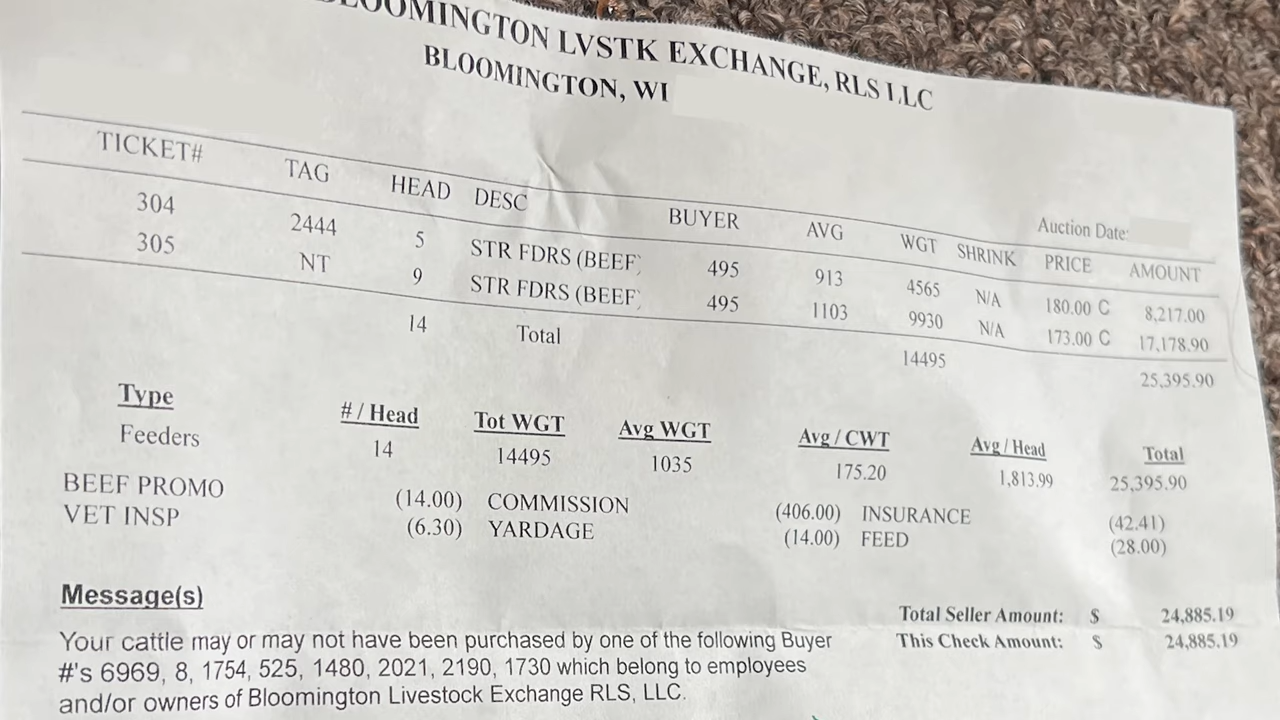 BLOOMINGTON LVSTK EXCHANGE, RLS LLC
BLOOMINGTON, WI
Auction Date:
TICKET# TAG HEAD DESC BUYER AVG WGT SHRINK PRICE AMOUNT
304 2444 5 STR FDRS (BEEF) 495 913 4565 N/A 180.00 C 8,217.00
305 NT 9 STR FDRS (BEEF) 495 1103 9930 N/A 173.00 C 17,178.90
14 Total 14495 25,395.90
Type # / Head Tot WGT Avg WGT Avg / CWT Avg / Head Total
Feeders 14 14495 1035 175.20 1,813.99 25,395.90
BEEF PROMO (14.00) COMMISSION (406.00) INSURANCE (42.41)
VET INSP (6.30) YARDAGE (14.00) FEED (28.00)
Message(s)
Total Seller Amount: $ 24,885.19
This Check Amount: $ 24,885.19
Your cattle may or may not have been purchased by one of the following Buyer
#'s 6969, 8, 1754, 525, 1480, 2021, 2190, 1730 which belong to employees
and/or owners of Bloomington Livestock Exchange RLS, LLC.